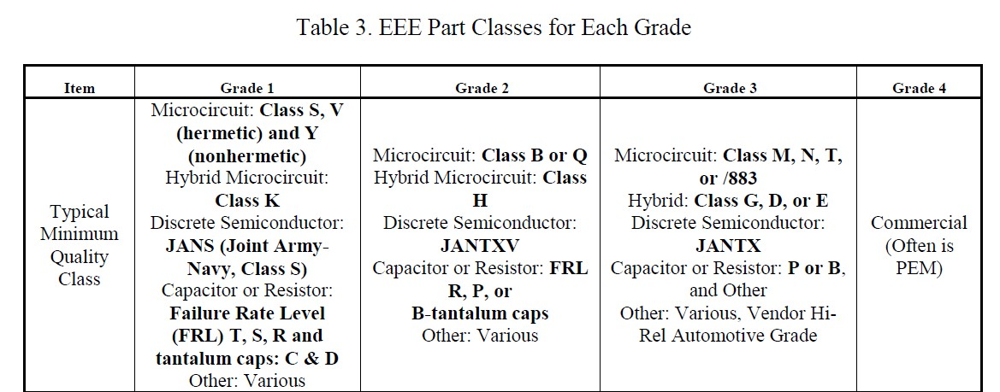 Table 3. EEE Part Classes for Each Grade
Item
Grade 1
Grade 2
Grade 3
Grade 4
Typical
Minimum
Quality
Class
Microcircuit: Class S, V
(hermetic) and Y
(nonhermetic)
Hybrid Microcircuit:
Class K
Discrete Semiconductor:
JANS (Joint Army-
Navy, Class S)
Capacitor or Resistor:
Failure Rate Level
(FRL) T, S, R and
tantalum caps: C & D
Other: Various
Microcircuit: Class B or Q
Hybrid Microcircuit: Class
H
Discrete Semiconductor:
JANTXV
Capacitor or Resistor: FRL
R, P, or
B-tantalum caps
Other: Various
Microcircuit: Class M, N, T,
or /883
Hybrid: Class G, D, or E
Discrete Semiconductor:
JANTX
Capacitor or Resistor: P or B,
and Other
Other: Various, Vendor Hi-
Rel Automotive Grade
Commercial
(Often is
PEM)